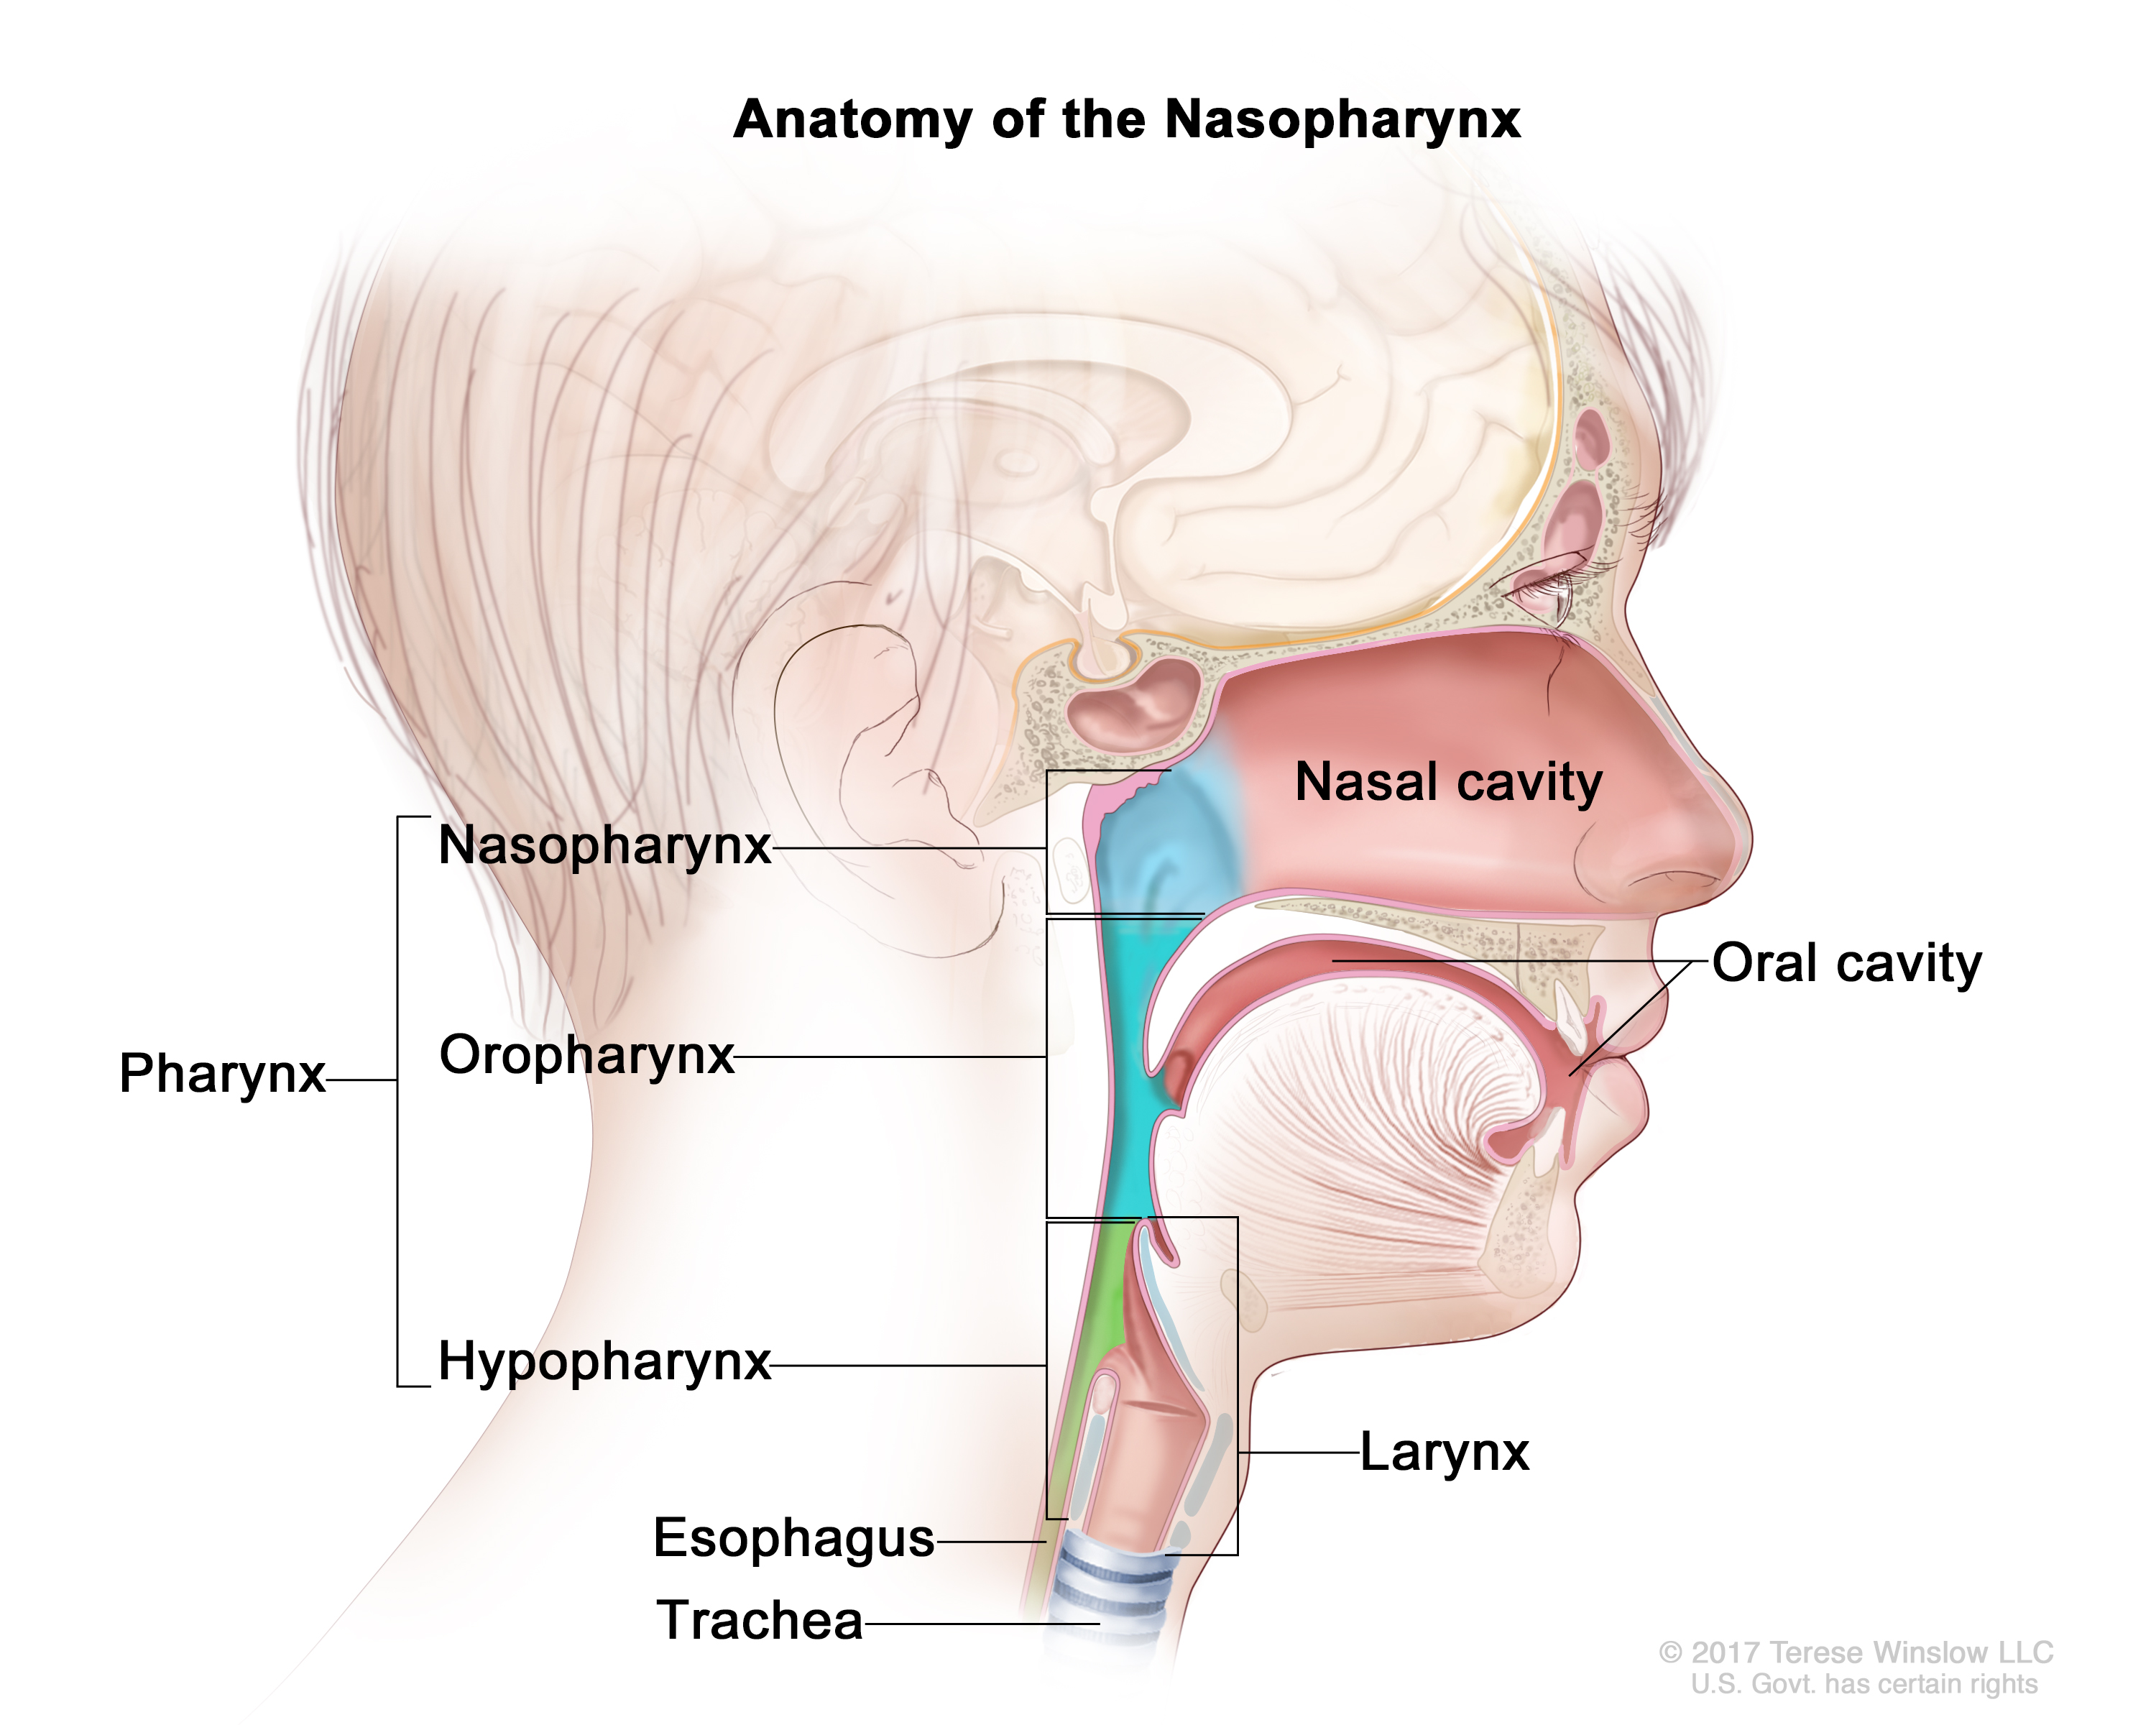 Anatomy of the Nasopharynx
Nasal cavity
Nasopharynx
Oral cavity
Oropharynx
Pharynx
Hypopharynx
Larynx
Esophagus
Trachea
© 2017 Terese Winslow LLC
U.S. Govt. has certain rights